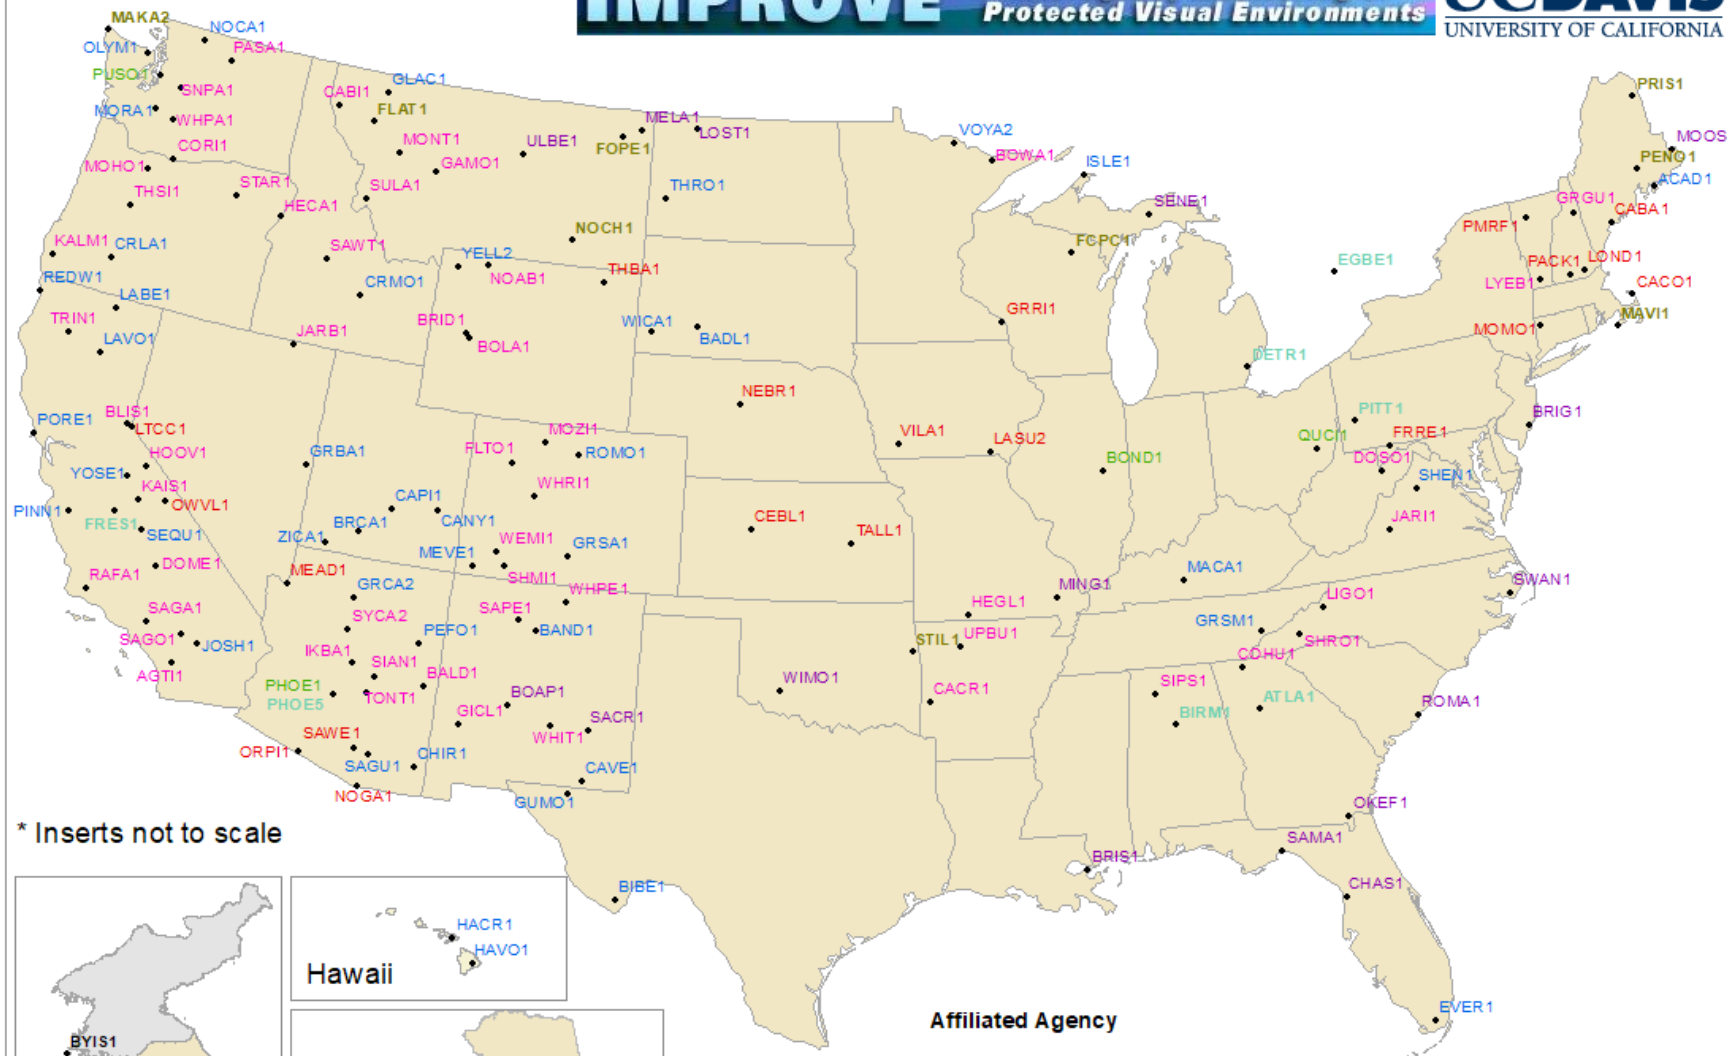 IMPROVE
Protected Visual Environments
UC DAVIS
UNIVERSITY OF CALIFORNIA
MAKA2
NOCA1
OLYM1
PASA1
PUSO1
SNPA1
MORA1
WHPA1
CORI1
MOHO1
THSI1
STAR1
HECA1
KALM1
CRLA1
REDW1
LABE1
TRIN1
LAVO1
GLAC1
CABI1
FLAT1
MONT1
GAMO1
SULA1
ULBE1
FOPE1
MELA1
LOST1
THRO1
NOCH1
SAWT1
CRMO1
YELL2
NOAB1
THBA1
JARB1
BRID1
BOLA1
WICA1
BADL1
NEBR1
VOYA2
BOWA1
ISLE1
SENE1
FCPC1
GRRI1
EGBE1
DETR1
PRIS1
MOOS
PENO1
ACAD1
GRGU1
CABA1
PMRF1
PACK1
LOND1
LYEB1
CACO1
MAVI1
MOMO1
BRIG1
PITT1
QUCI1
FRRE1
DOSO1
SHEN1
JARI1
PORE1
BLIS1
LTCC1
HOOV1
YOSE1
KAIS1
OWVL1
PINN1
FRES1
SEQU1
DOME1
RAFA1
SAGA1
SAGO1
JOSH1
AGTI1
GRBA1
ZICA1
BRCA1
CAPI1
CANY1
MEVE1
FLTO1
MOZI1
ROMO1
WHRI1
WEMI1
SHMI1
GRSA1
WHPE1
MEAD1
GRCA2
SYCA2
IKBA1
SIAN1
PEFO1
SAPE1
BAND1
PHOE1
PHOE5
TONT1
BALD1
GICL1
BOAP1
WHIT1
SACR1
SAWE1
ORPI1
SAGU1
CHIR1
NOGA1
CAVE1
GUMO1
BIBE1
VILA1
LASU2
BOND1
CEBL1
TALL1
MING1
HEGL1
UPBU1
STIL1
CACR1
WIMO1
MACA1
GRSM1
LIGO1
SHRO1
COHU1
SWAN1
SIPS1
BIRM1
ATLA1
ROMA1
OKEF1
SAMA1
CHAS1
BRIS1
EVER1
* Inserts not to scale
BYIS1
HACR1
HAVO1
Hawaii
Affiliated Agency